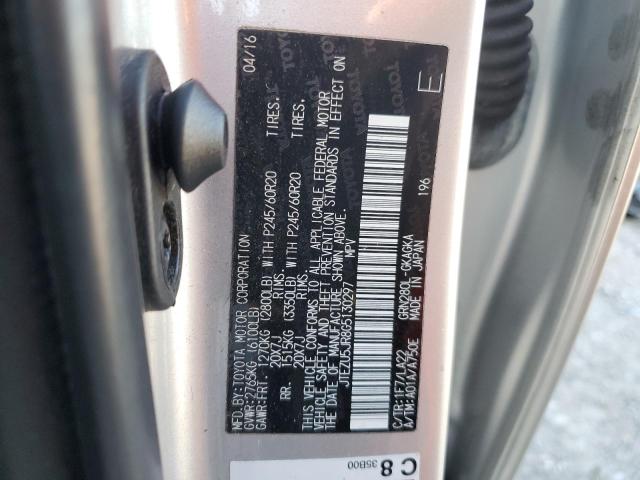 MFD.BY:TOYOTA MOTOR CORPORATION 04/16
GVWR:2765KG (6100LB)
GAWR:FRT. 1270KG (2800LB) WITH P245/60R20 TIRES.
20X7J RIMS
RR. 1515KG (3350LB) WITH P245/60R20 TIRES.
20X7J RIMS
THIS VEHICLE CONFORMS TO ALL APPLICABLE FEDERAL MOTOR
VEHICLE SAFETY AND THEFT PREVENTION STANDARDS IN EFFECT ON
THE DATE OF MANUFACTURE SHOWN ABOVE.
JTEZU5JR8G5130297 MPV
C/TR:1F7/LA22 GRN280L-GKAGKA 196
A/TM:A01A/A750E MADE IN JAPAN E
TOYOTA
TOYOTA
C 8
35B00